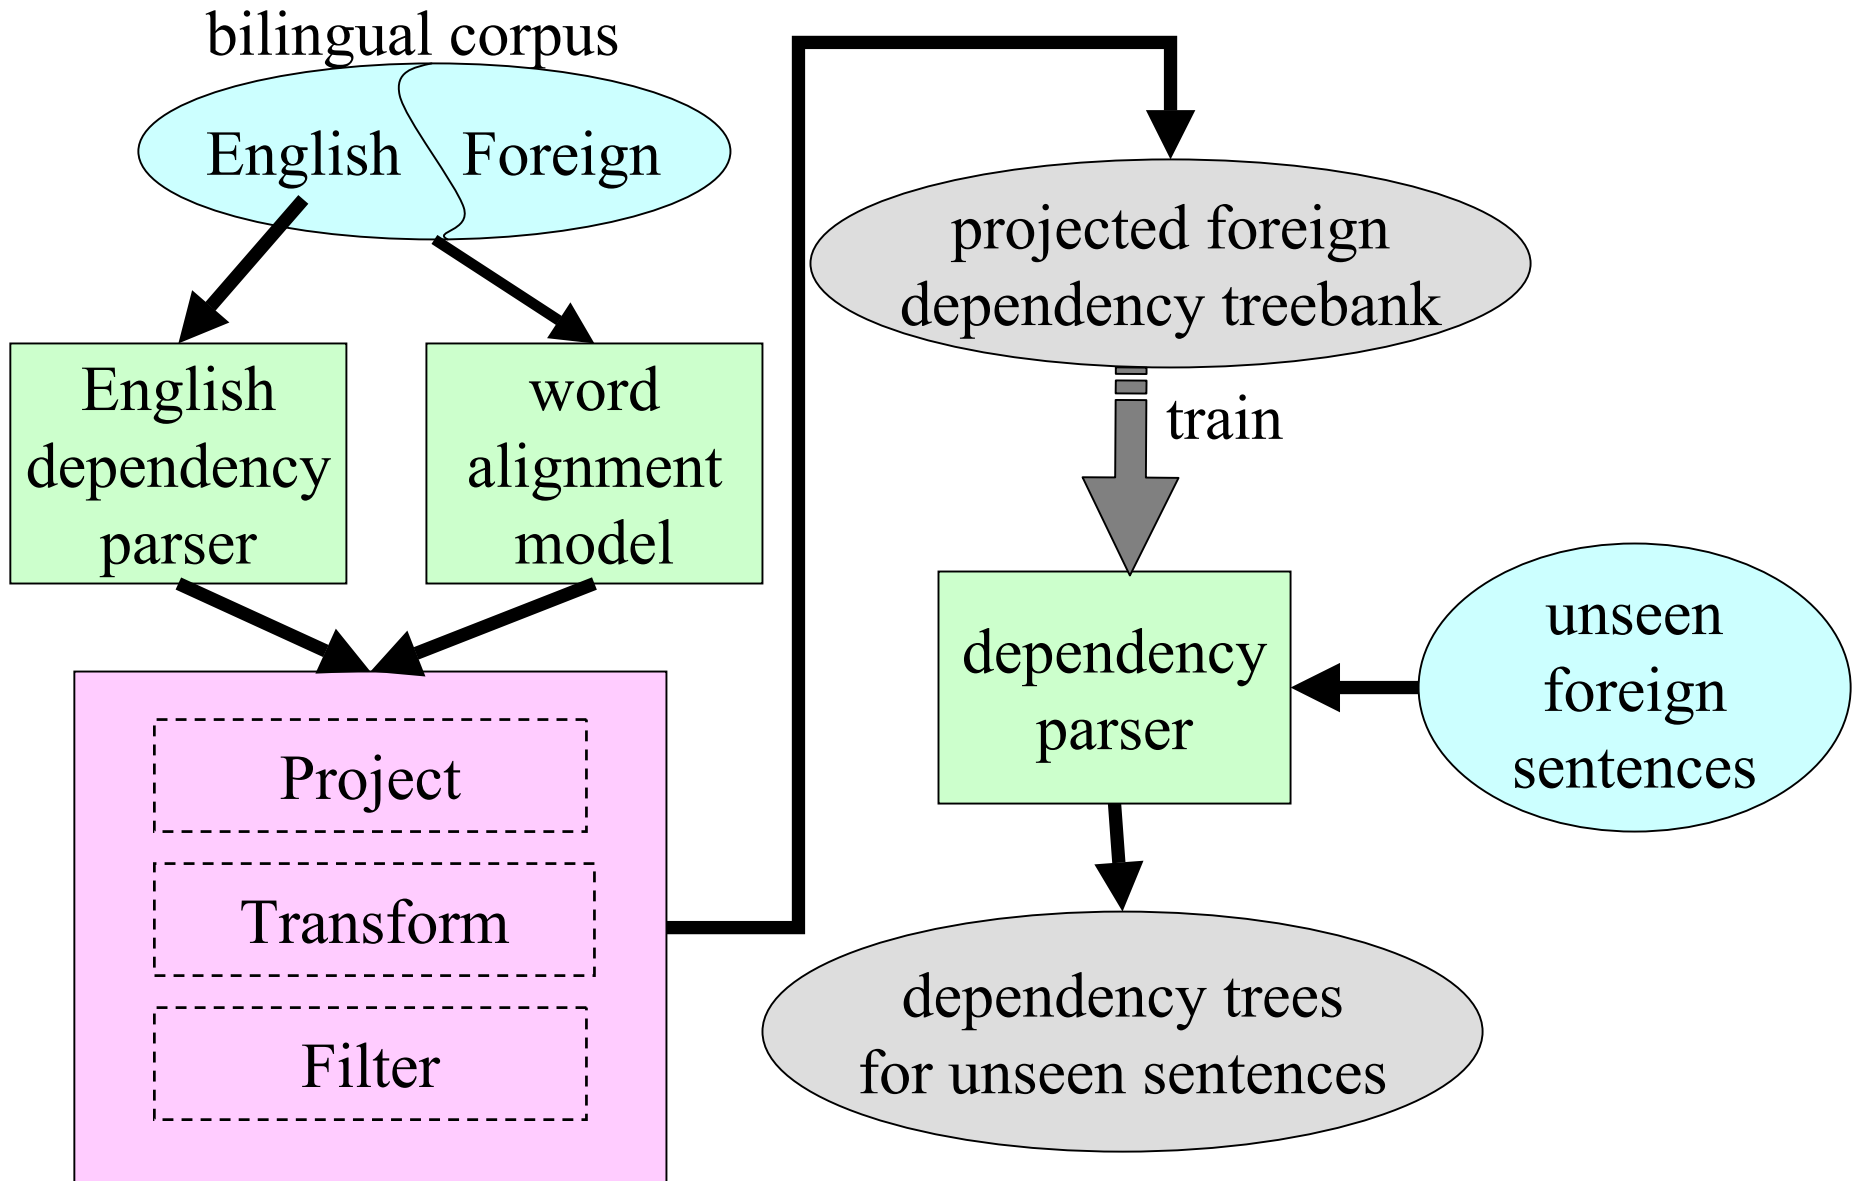 bilingual corpus
English
Foreign
English
dependency
parser
word
alignment
model
Project
Transform
Filter
projected foreign
dependency treebank
train
dependency
parser
unseen
foreign
sentences
dependency trees
for unseen sentences